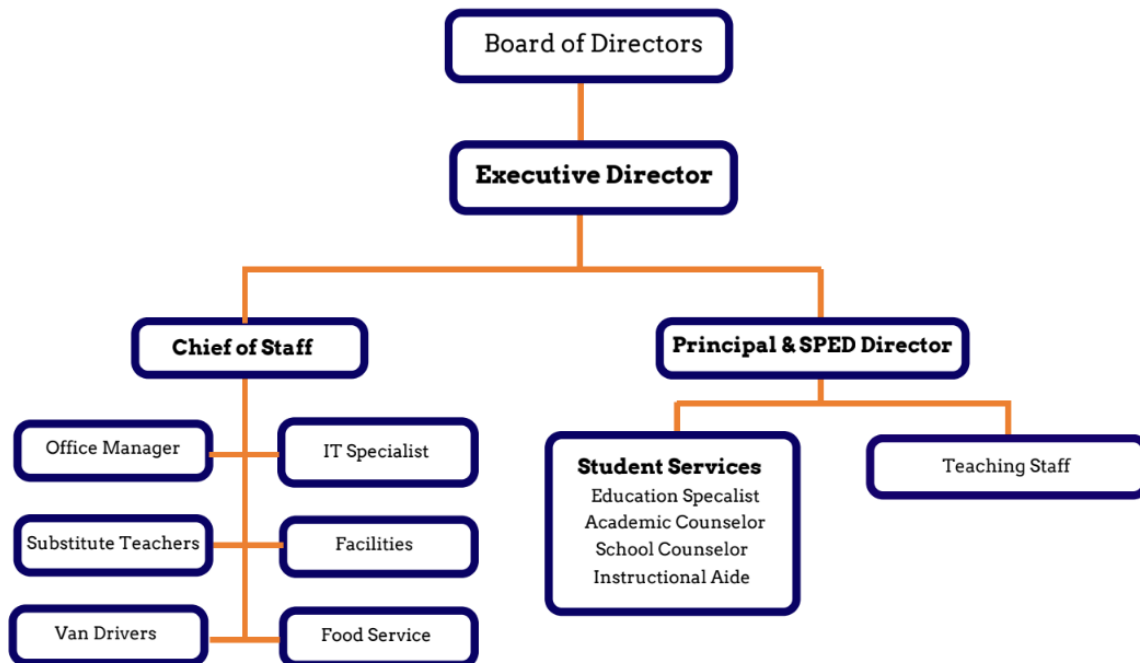 Board of Directors
Executive Director
Chief of Staff
Principal & SPED Director
Office Manager
IT Specialist
Substitute Teachers
Facilities
Van Drivers
Food Service
Student Services
Education Specalist
Academic Counselor
School Counselor
Instructional Aide
Teaching Staff